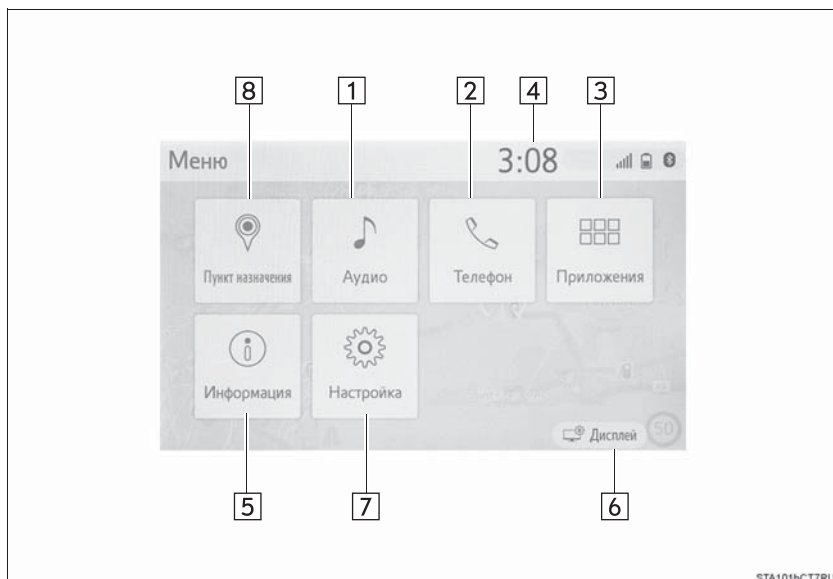 8 1 2 4 3
Меню 3:08
Пункт назначения Аудио Телефон Приложения
Информация Настройка
Дисплей 50
5 7 6
STA101bCTZRU